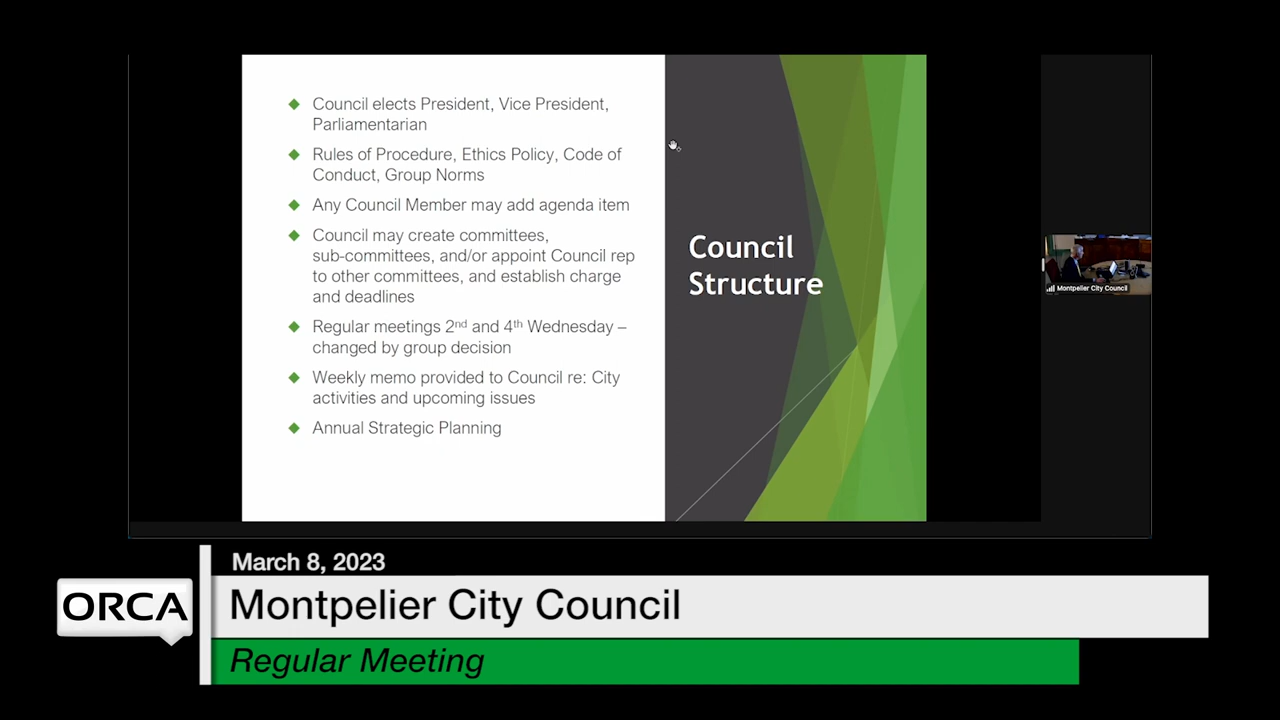 Council elects President, Vice President,
Parliamentarian
Rules of Procedure, Ethics Policy, Code of
Conduct, Group Norms
Any Council Member may add agenda item
Council may create committees,
sub-committees, and/or appoint Council rep
to other committees, and establish charge
and deadlines
Regular meetings 2nd and 4th Wednesday –
changed by group decision
Weekly memo provided to Council re: City
activities and upcoming issues
Annual Strategic Planning
Council
Structure
Montpelier City Council
March 8, 2023
ORCA
Montpelier City Council
Regular Meeting